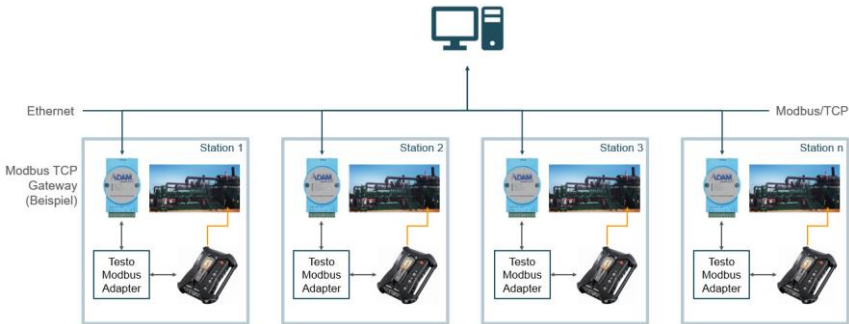 Ethernet
Modbus/TCP
Station 1
Station 2
Station 3
Station n
Modbus TCP
Gateway
(Beispiel)
ADAM
ADAM
ADAM
ADAM
Testo
Modbus
Adapter
Testo
Modbus
Adapter
Testo
Modbus
Adapter
Testo
Modbus
Adapter